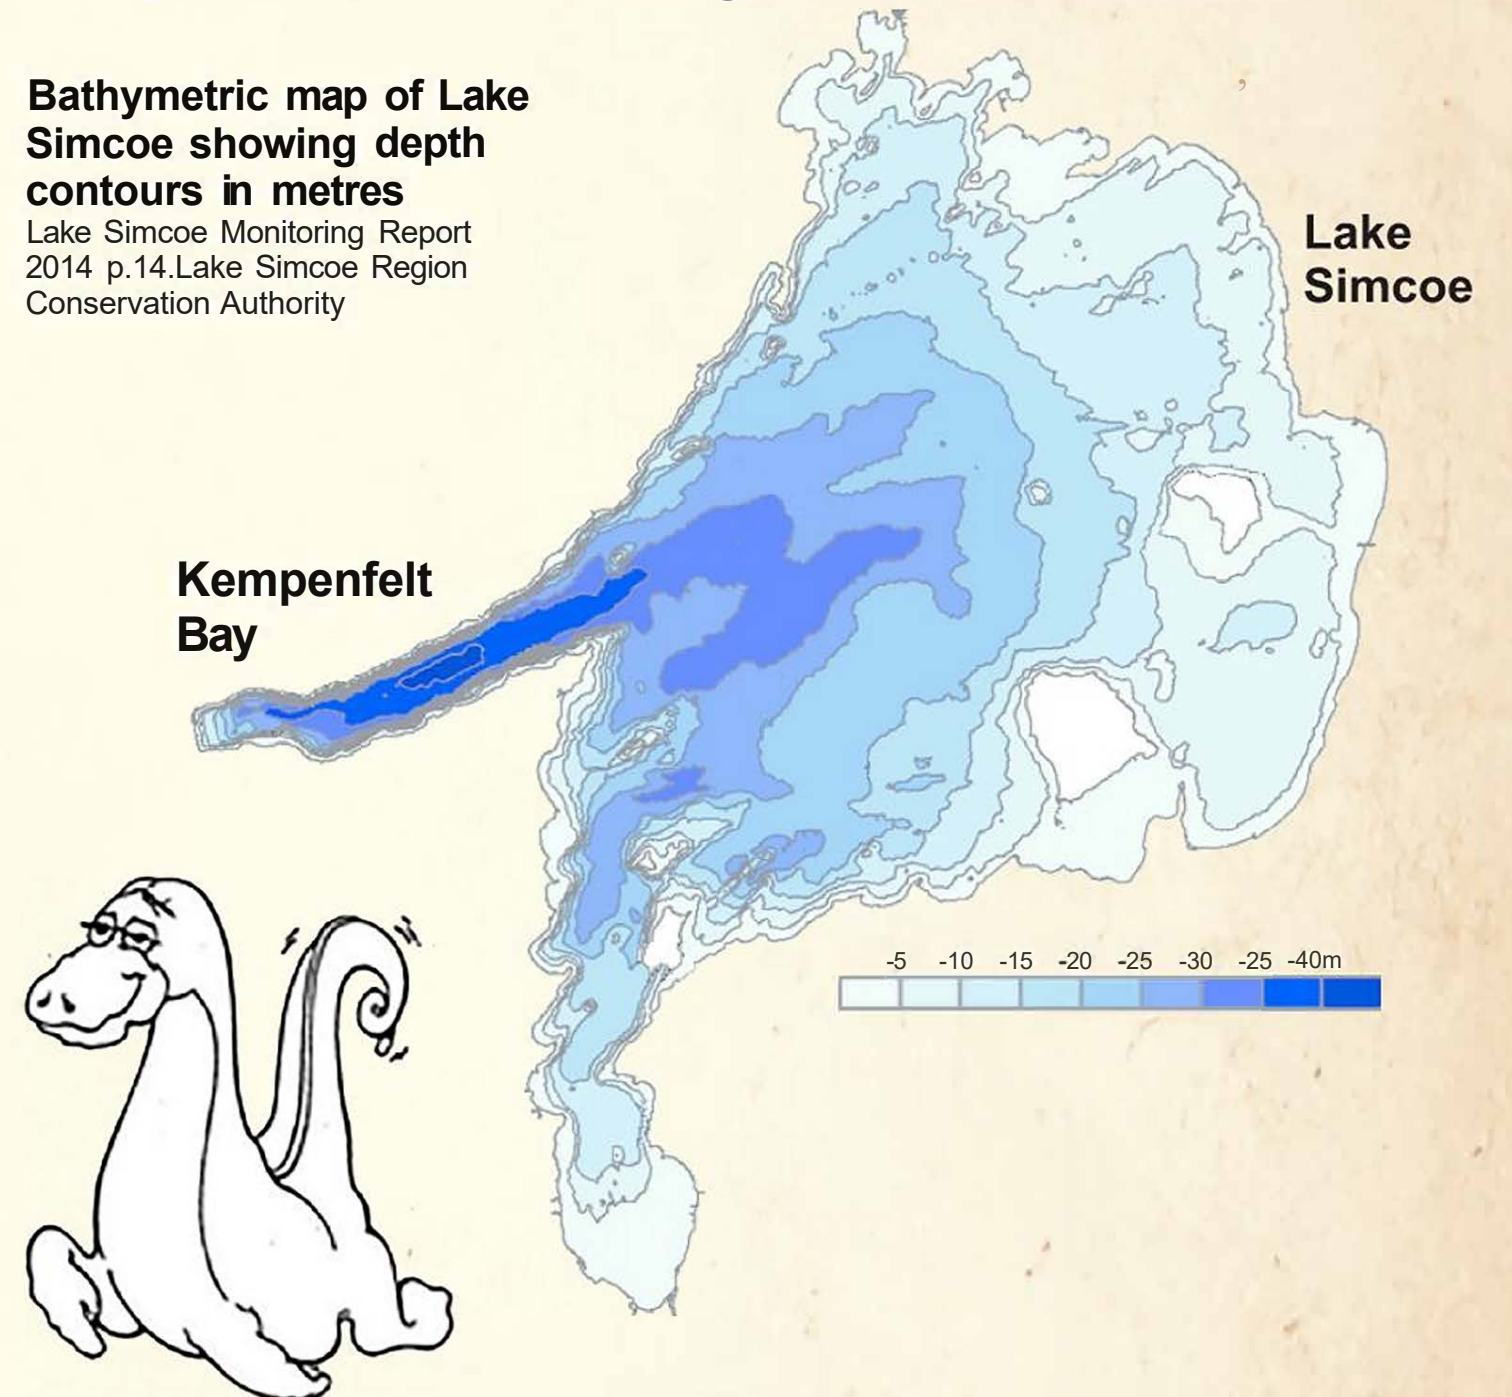 Bathymetric map of Lake
Simcoe showing depth
contours in metres
Lake Simcoe Monitoring Report
2014 p.14.Lake Simcoe Region
Conservation Authority
Lake
Simcoe
Kempenfelt
Bay
-5 -10 -15 -20 -25 -30 -25 -40m